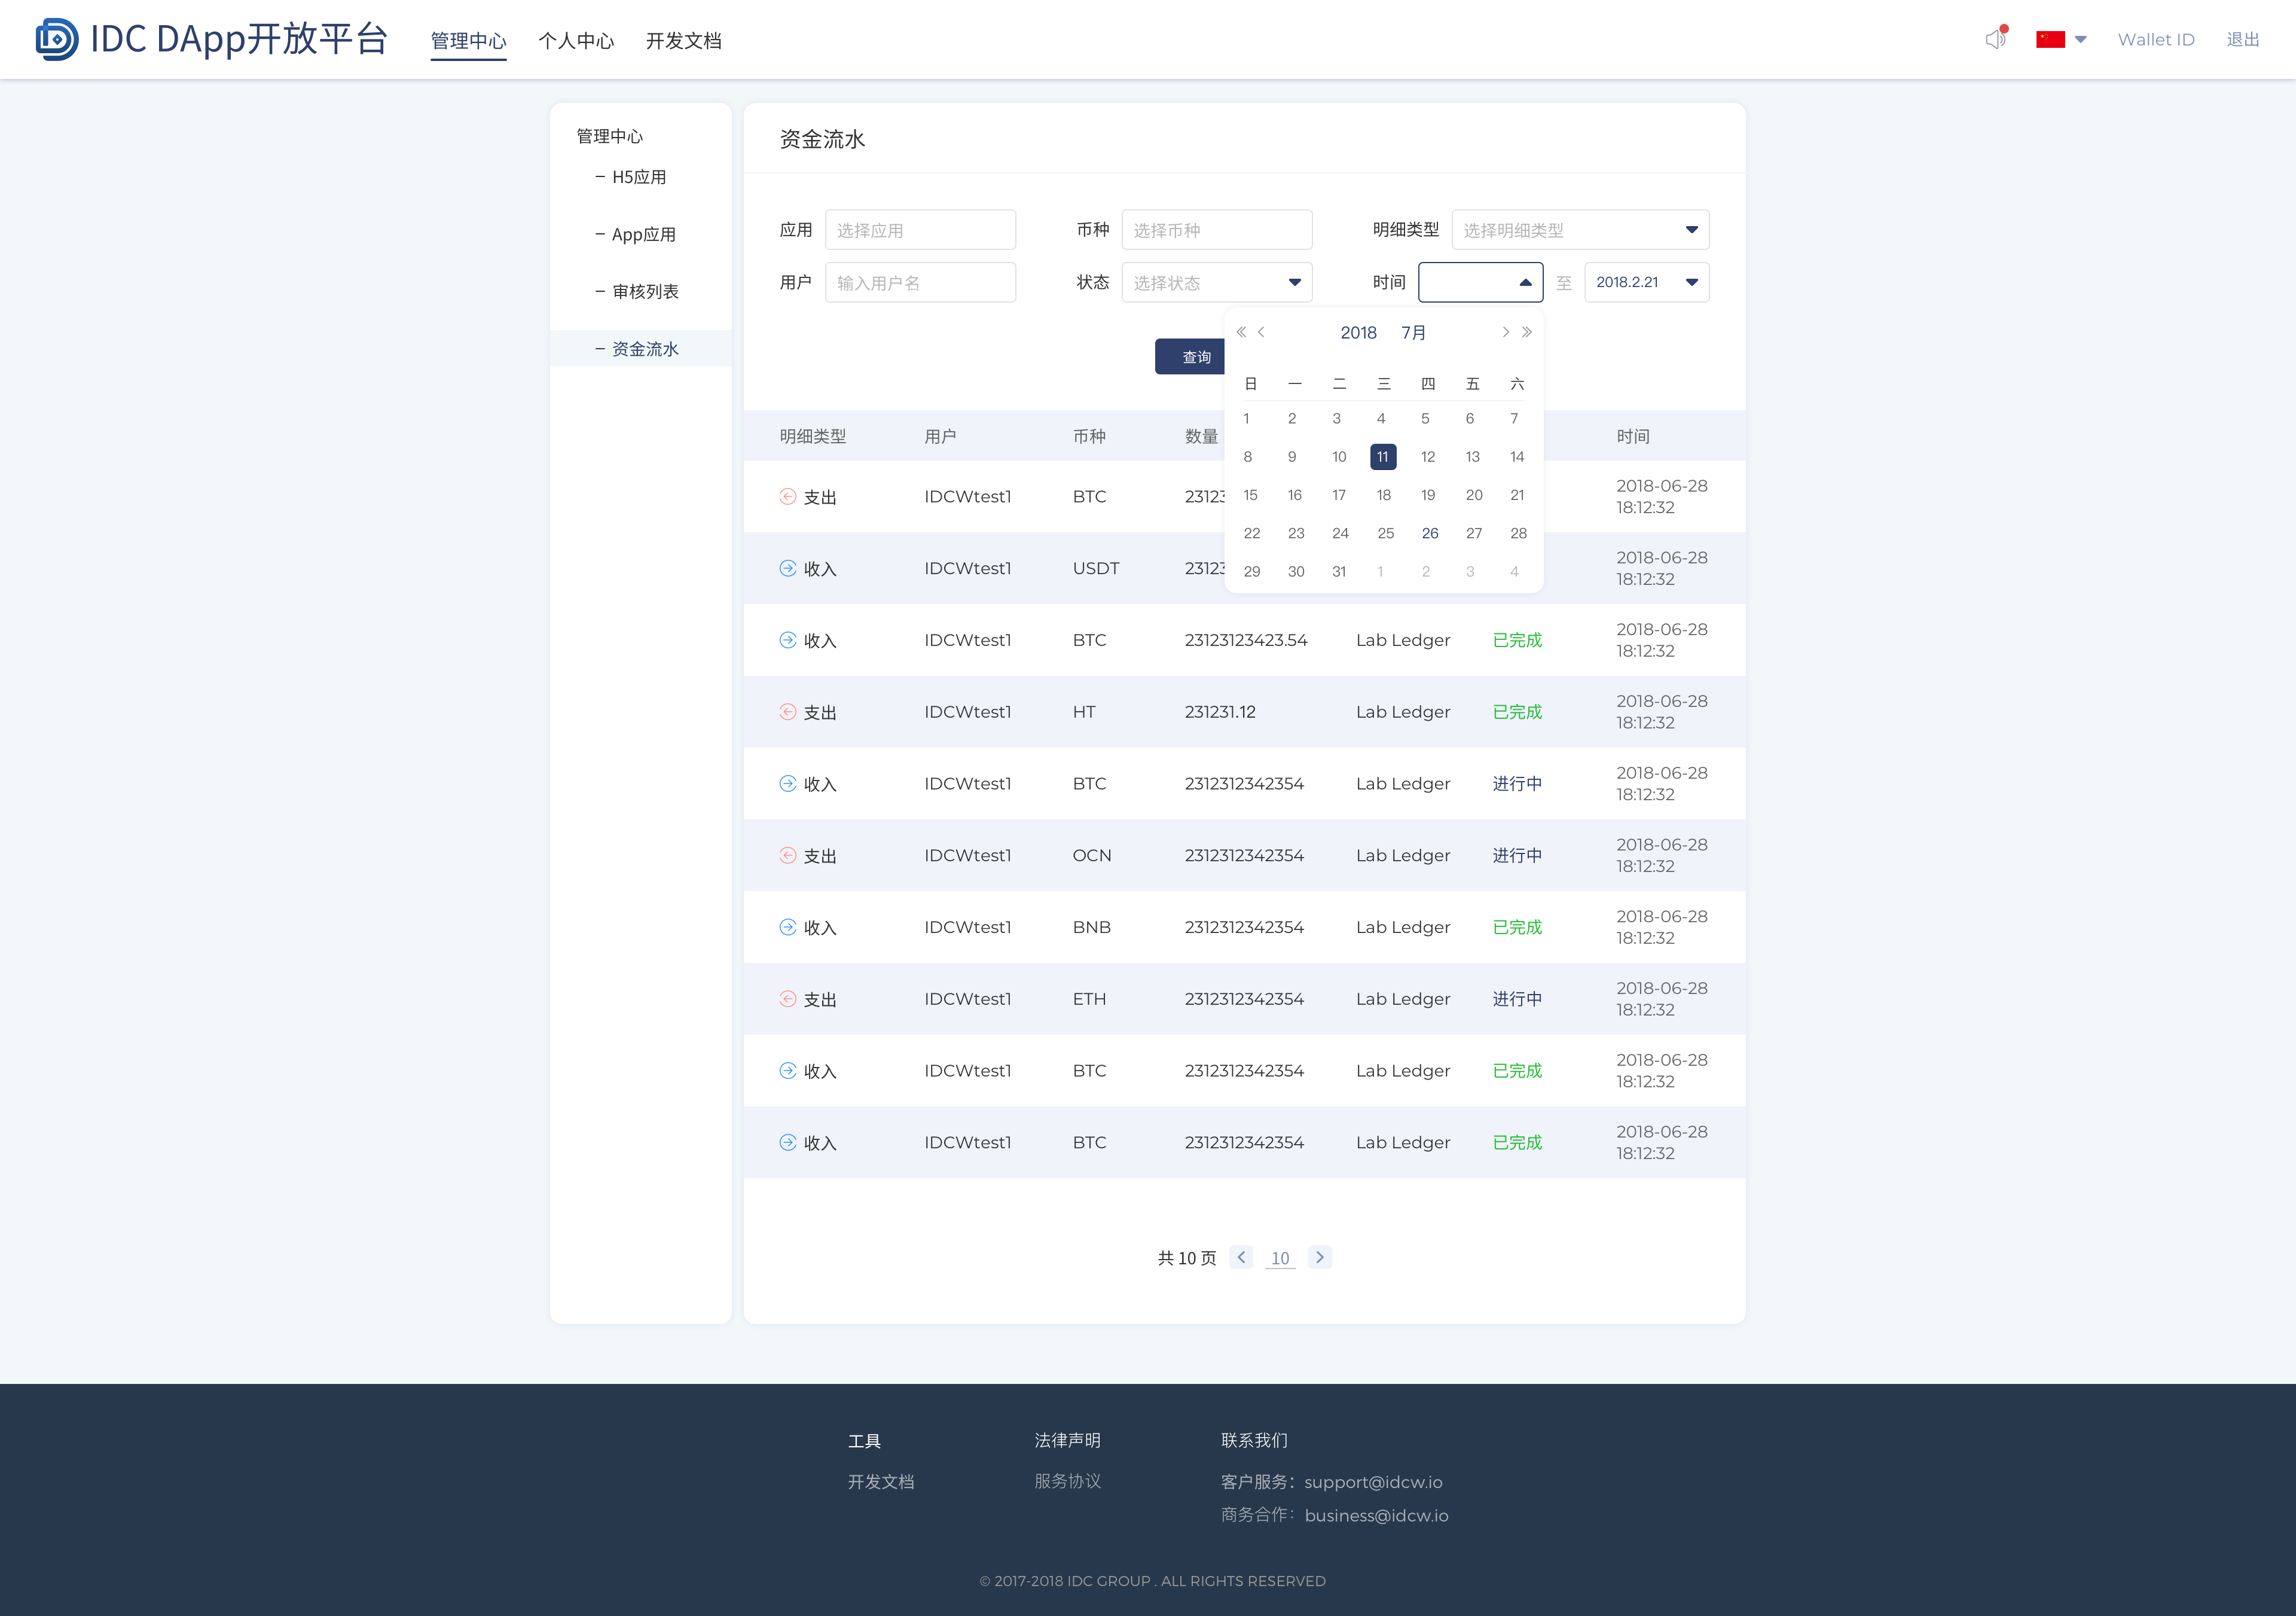 IDC DApp开放平台
管理中心 个人中心 开发文档
Wallet ID 退出
管理中心
– H5应用
– App应用
– 审核列表
– 资金流水
资金流水
应用 选择应用 币种 选择币种 明细类型 选择明细类型
用户 输入用户名 状态 选择状态 时间 至 2018.2.21
查询
2018 7月
日 一 二 三 四 五 六
1 2 3 4 5 6 7
8 9 10 11 12 13 14
15 16 17 18 19 20 21
22 23 24 25 26 27 28
29 30 31 1 2 3 4
明细类型 用户 币种 数量 时间
支出 IDCWtest1 BTC 2018-06-28
18:12:32
收入 IDCWtest1 USDT 2018-06-28
18:12:32
收入 IDCWtest1 BTC 23123123423.54 Lab Ledger 已完成 2018-06-28
18:12:32
支出 IDCWtest1 HT 231231.12 Lab Ledger 已完成 2018-06-28
18:12:32
收入 IDCWtest1 BTC 2312312342354 Lab Ledger 进行中 2018-06-28
18:12:32
支出 IDCWtest1 OCN 2312312342354 Lab Ledger 进行中 2018-06-28
18:12:32
收入 IDCWtest1 BNB 2312312342354 Lab Ledger 已完成 2018-06-28
18:12:32
支出 IDCWtest1 ETH 2312312342354 Lab Ledger 进行中 2018-06-28
18:12:32
收入 IDCWtest1 BTC 2312312342354 Lab Ledger 已完成 2018-06-28
18:12:32
收入 IDCWtest1 BTC 2312312342354 Lab Ledger 已完成 2018-06-28
18:12:32
共 10 页 10
工具 法律声明 联系我们
开发文档 服务协议 客户服务：support@idcw.io
商务合作：business@idcw.io
© 2017-2018 IDC GROUP . ALL RIGHTS RESERVED